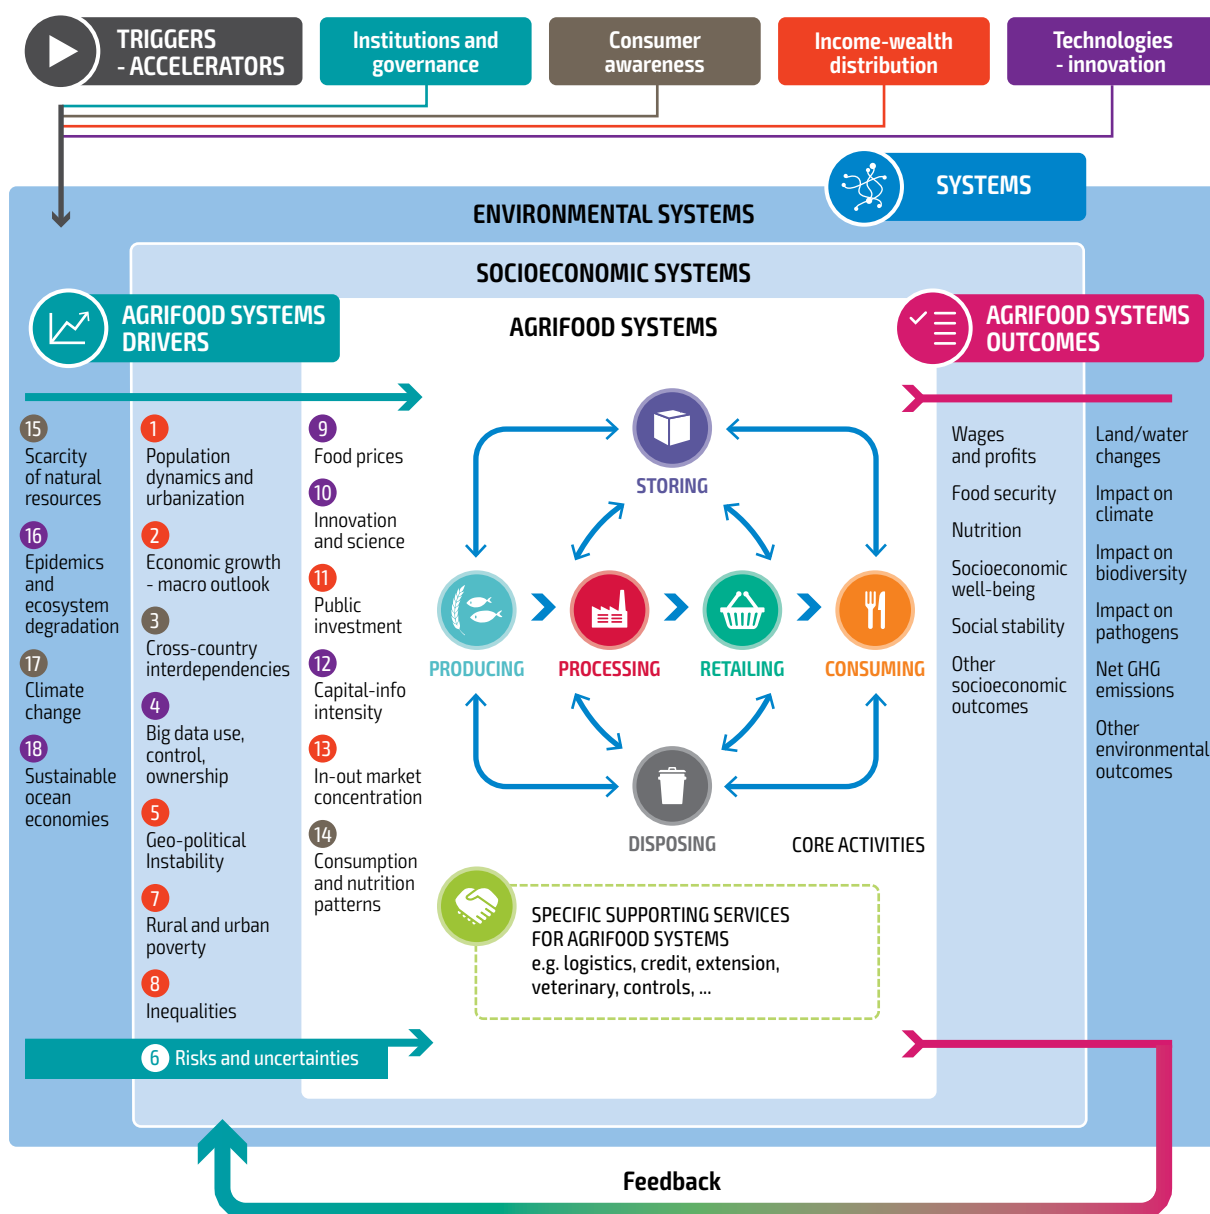 TRIGGERS
- ACCELERATORS
Institutions and
governance
Consumer
awareness
Income-wealth
distribution
Technologies
- innovation
SYSTEMS
ENVIRONMENTAL SYSTEMS
SOCIOECONOMIC SYSTEMS
AGRIFOOD SYSTEMS
AGRIFOOD SYSTEMS
DRIVERS
AGRIFOOD SYSTEMS
OUTCOMES
15
Scarcity
of natural
resources
16
Epidemics
and
ecosystem
degradation
17
Climate
change
18
Sustainable
ocean
economies
1
Population
dynamics and
urbanization
2
Economic growth
- macro outlook
3
Cross-country
interdependencies
4
Big data use,
control,
ownership
5
Geo-political
Instability
7
Rural and urban
poverty
8
Inequalities
6 Risks and uncertainties
9
Food prices
10
Innovation
and science
11
Public
investment
12
Capital-info
intensity
13
In-out market
concentration
14
Consumption
and nutrition
patterns
STORING
PRODUCING
PROCESSING
RETAILING
CONSUMING
DISPOSING
CORE ACTIVITIES
SPECIFIC SUPPORTING SERVICES
FOR AGRIFOOD SYSTEMS
e.g. logistics, credit, extension,
veterinary, controls, ...
Wages
and profits
Food security
Nutrition
Socioeconomic
well-being
Social stability
Other
socioeconomic
outcomes
Land/water
changes
Impact on
climate
Impact on
biodiversity
Impact on
pathogens
Net GHG
emissions
Other
environmental
outcomes
Feedback